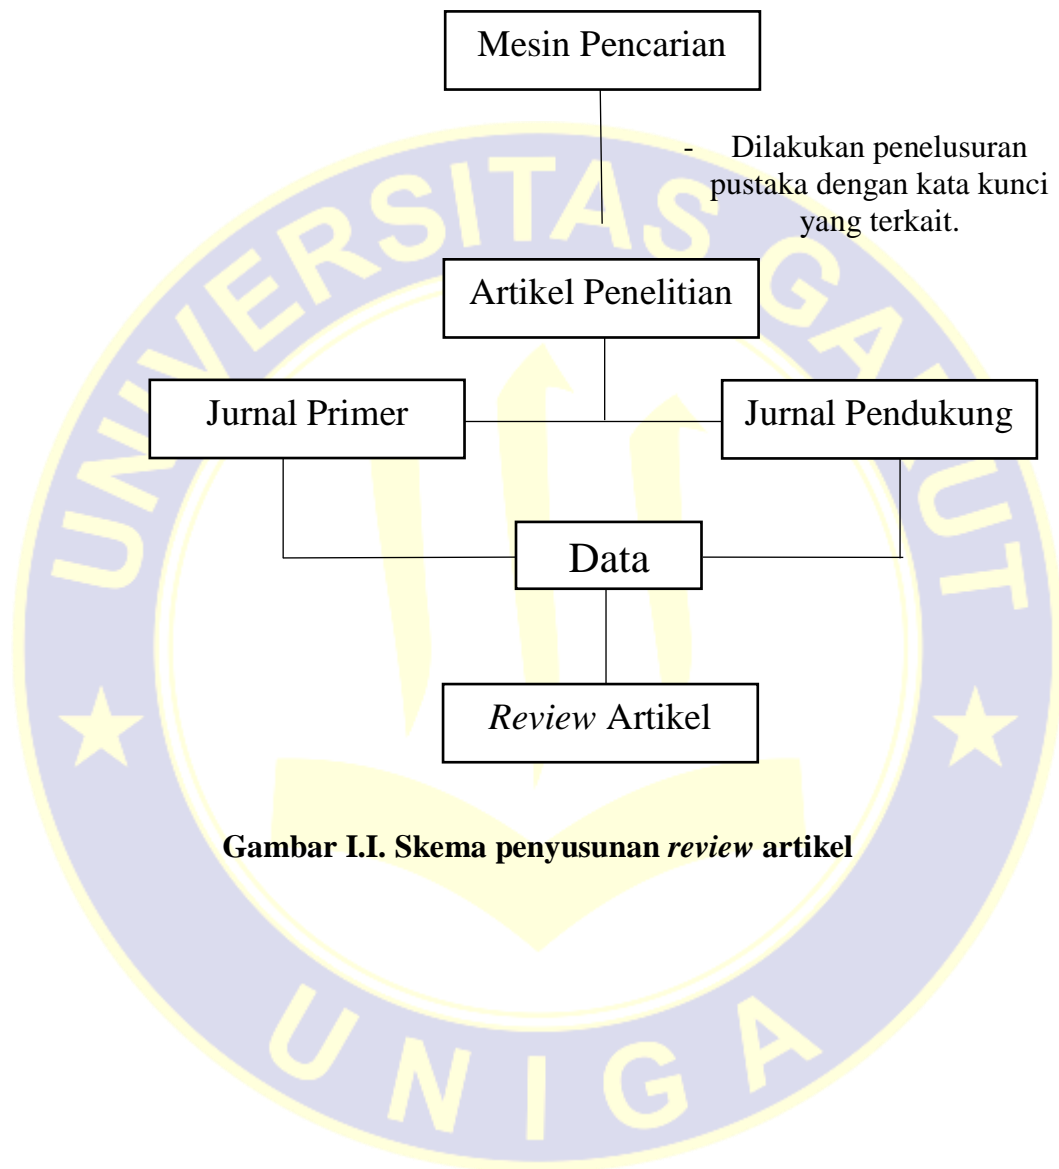 Mesin Pencarian
- Dilakukan penelusuran
pustaka dengan kata kunci
yang terkait.
Artikel Penelitian
Jurnal Primer
Jurnal Pendukung
Data
Review Artikel
Gambar I.I. Skema penyusunan review artikel
UNIVERSITAS GARUT
UNIGA